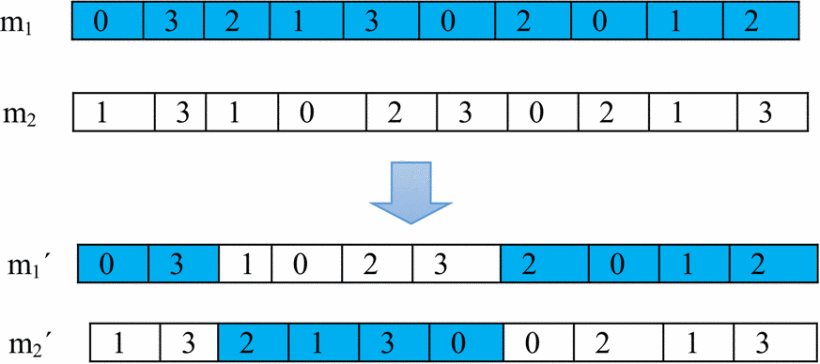 m1 0 3 2 1 3 0 2 0 1 2
m2 1 3 1 0 2 3 0 2 1 3
m1´ 0 3 1 0 2 3 2 0 1 2
m2´ 1 3 2 1 3 0 0 2 1 3